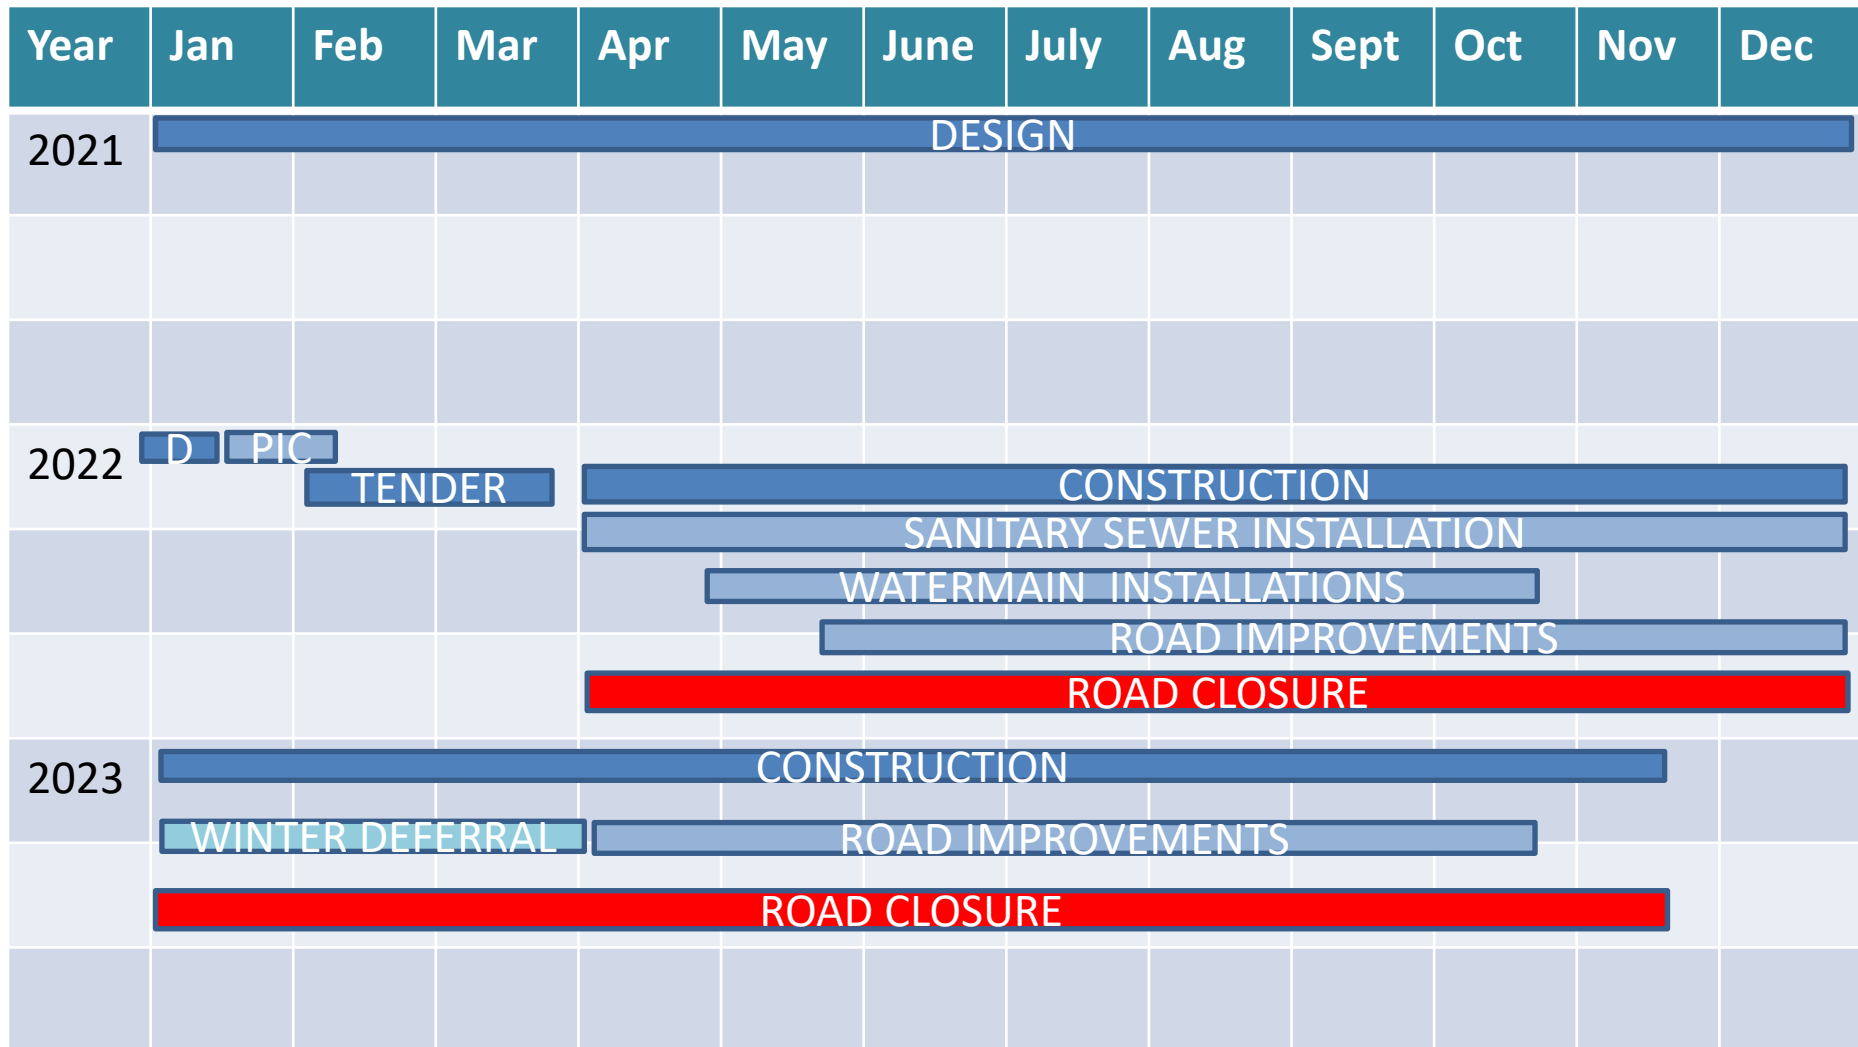 Year Jan Feb Mar Apr May June July Aug Sept Oct Nov Dec
2021 DESIGN
2022 D PIC
TENDER CONSTRUCTION
SANITARY SEWER INSTALLATION
WATERMAIN INSTALLATIONS
ROAD IMPROVEMENTS
ROAD CLOSURE
2023 CONSTRUCTION
WINTER DEFERRAL ROAD IMPROVEMENTS
ROAD CLOSURE